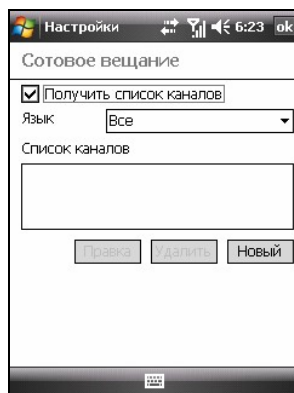 Настройки 6:23 ok
Сотовое вещание
Получить список каналов
Язык Все
Список каналов
Правка Удалить Новый